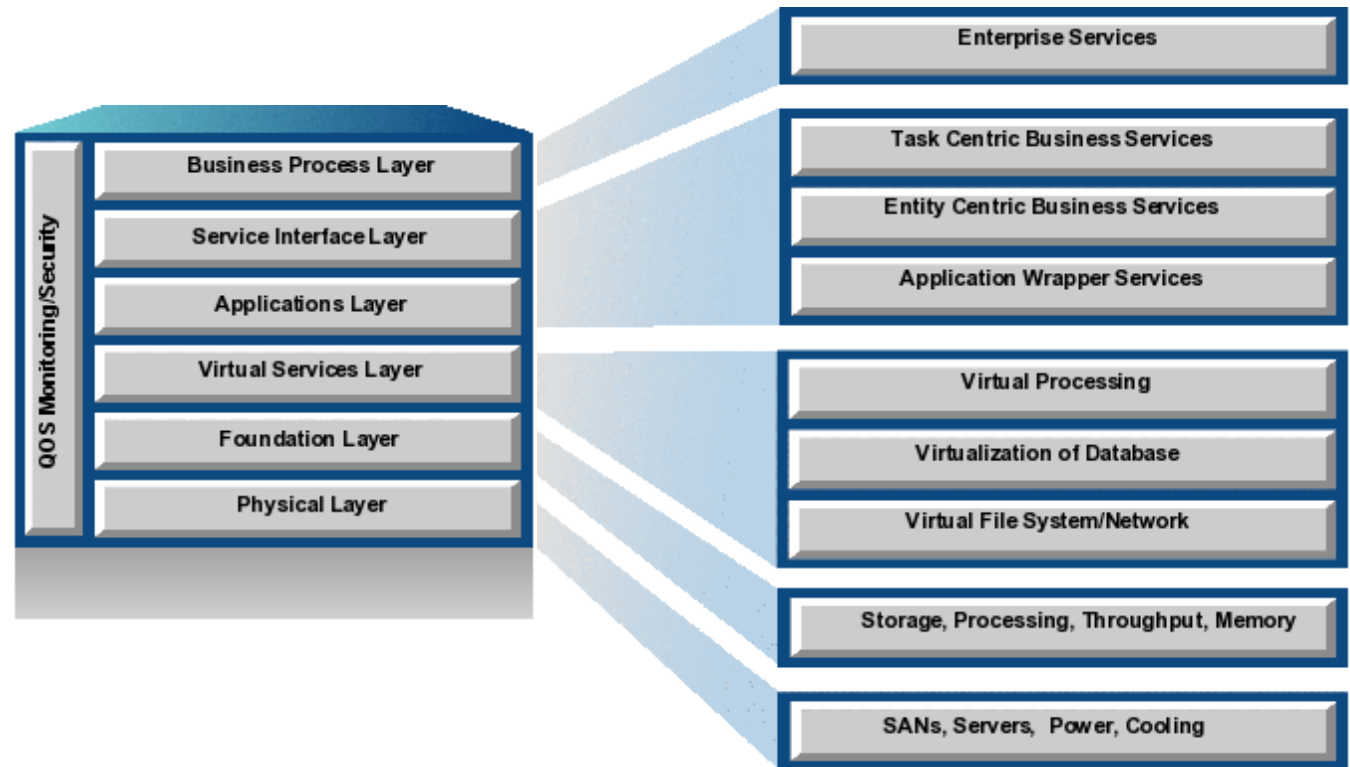 QOS Monitoring/Security
Business Process Layer
Service Interface Layer
Applications Layer
Virtual Services Layer
Foundation Layer
Physical Layer
Enterprise Services
Task Centric Business Services
Entity Centric Business Services
Application Wrapper Services
Virtual Processing
Virtualization of Database
Virtual File System/Network
Storage, Processing, Throughput, Memory
SANs, Servers, Power, Cooling